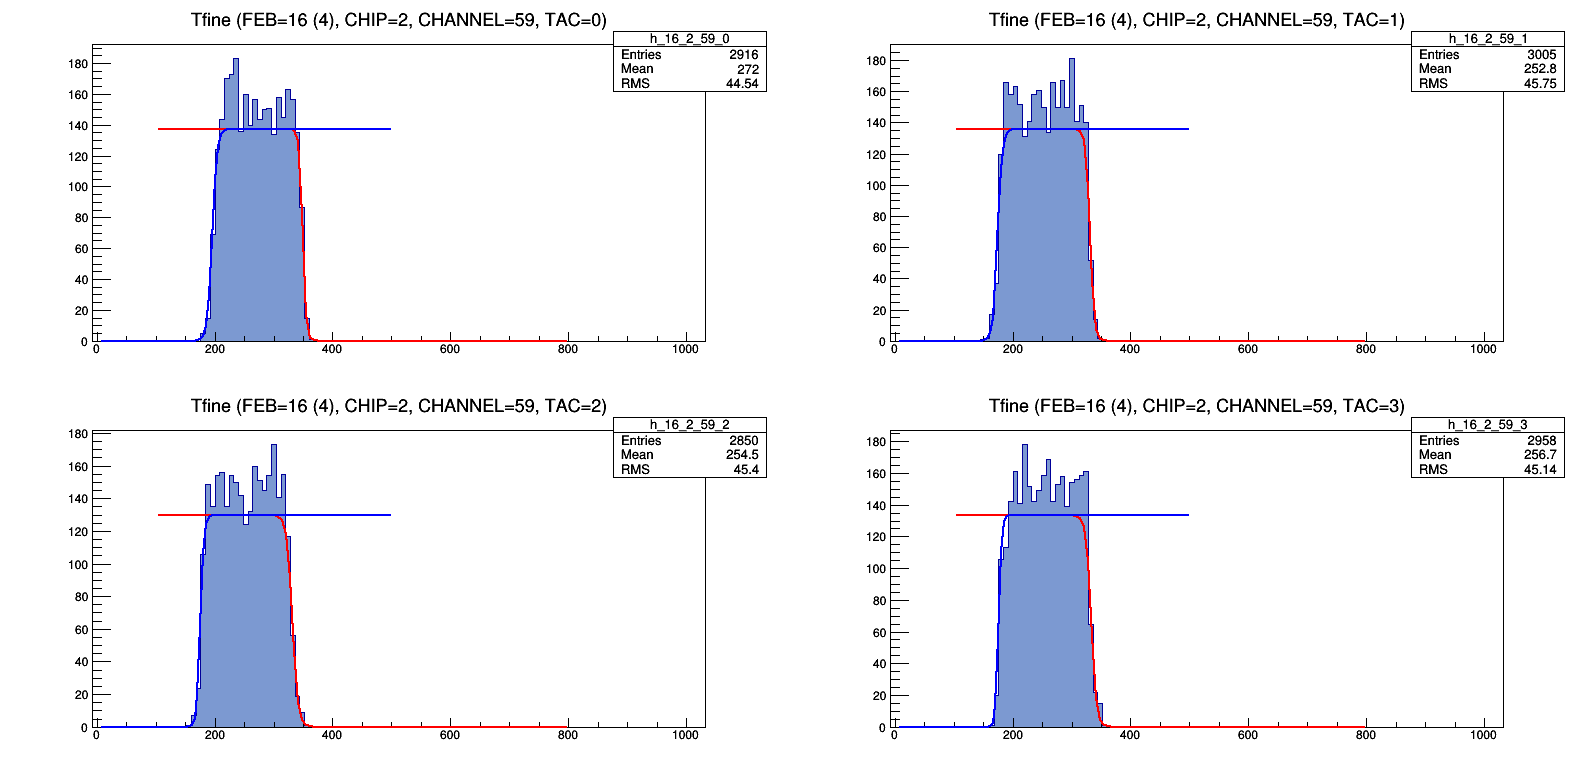 Tfine (FEB=16 (4), CHIP=2, CHANNEL=59, TAC=0)
h_16_2_59_0
Entries 2916
Mean 272
RMS 44.54
180
160
140
120
100
80
60
40
20
0
0 200 400 600 800 1000
Tfine (FEB=16 (4), CHIP=2, CHANNEL=59, TAC=1)
h_16_2_59_1
Entries 3005
Mean 252.8
RMS 45.75
180
160
140
120
100
80
60
40
20
0
0 200 400 600 800 1000
Tfine (FEB=16 (4), CHIP=2, CHANNEL=59, TAC=2)
h_16_2_59_2
Entries 2850
Mean 254.5
RMS 45.4
180
160
140
120
100
80
60
40
20
0
0 200 400 600 800 1000
Tfine (FEB=16 (4), CHIP=2, CHANNEL=59, TAC=3)
h_16_2_59_3
Entries 2958
Mean 256.7
RMS 45.14
180
160
140
120
100
80
60
40
20
0
0 200 400 600 800 1000